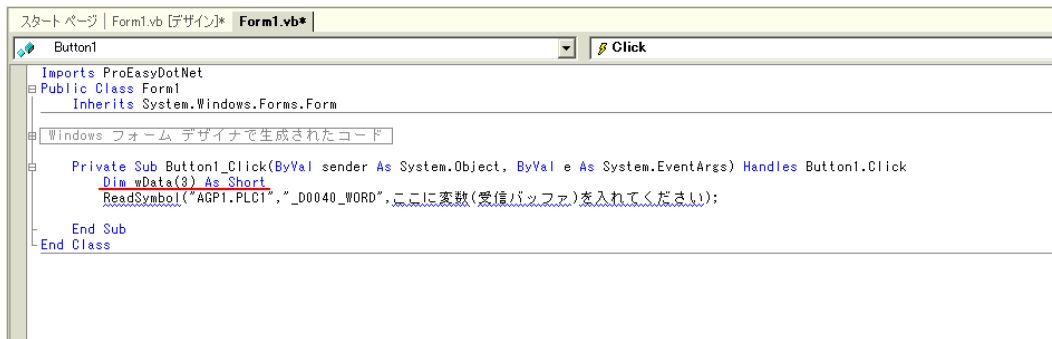 スタート ページ Form1.vb [デザイン]* Form1.vb*
Button1 Click
Imports ProEasyDotNet
Public Class Form1
Inherits System.Windows.Forms.Form
Windows フォーム デザイナで生成されたコード
Private Sub Button1_Click(ByVal sender As System.Object, ByVal e As System.EventArgs) Handles Button1.Click
Dim wData(3) As Short
ReadSymbol("AGP1.PLC1","_D0040_WORD",ここに変数(受信バッファ)を入れてください);
End Sub
End Class